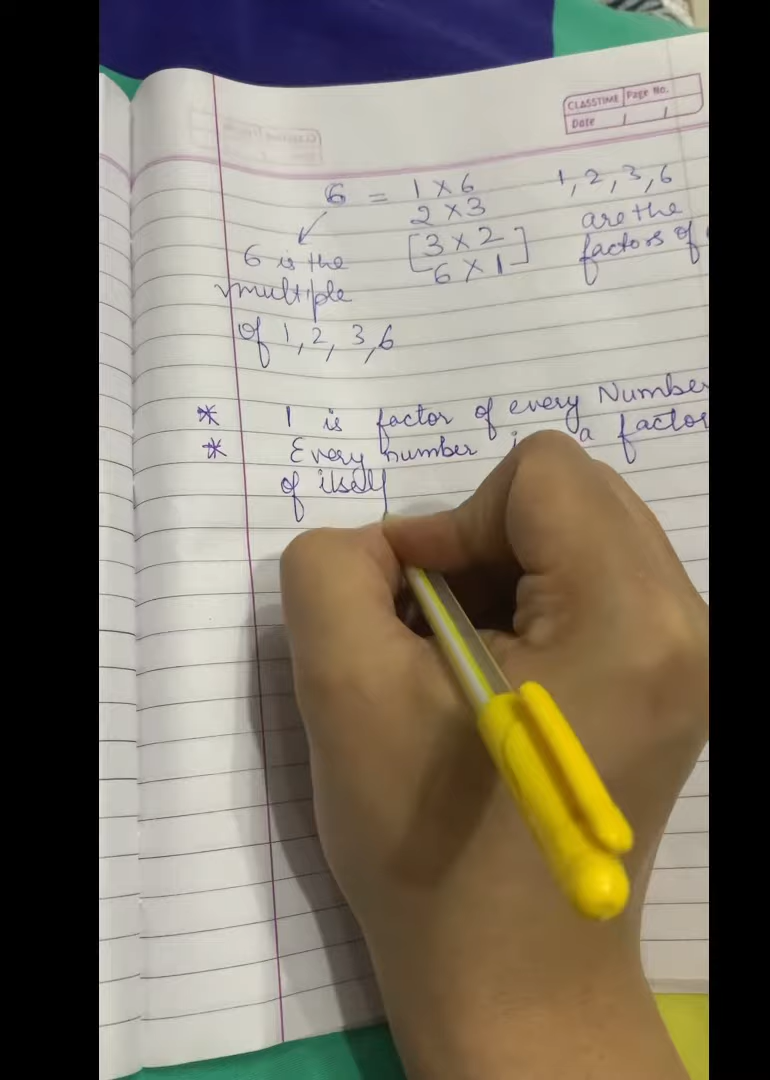 CLASSTIME Page No.
Date / /
6 = 1 × 6
2 × 3
[3 × 2
6 × 1]
1, 2, 3, 6
are the
factors of
6 is the
multiple
of 1, 2, 3, 6
* 1 is factor of every Number
* Every number a factor
of itself